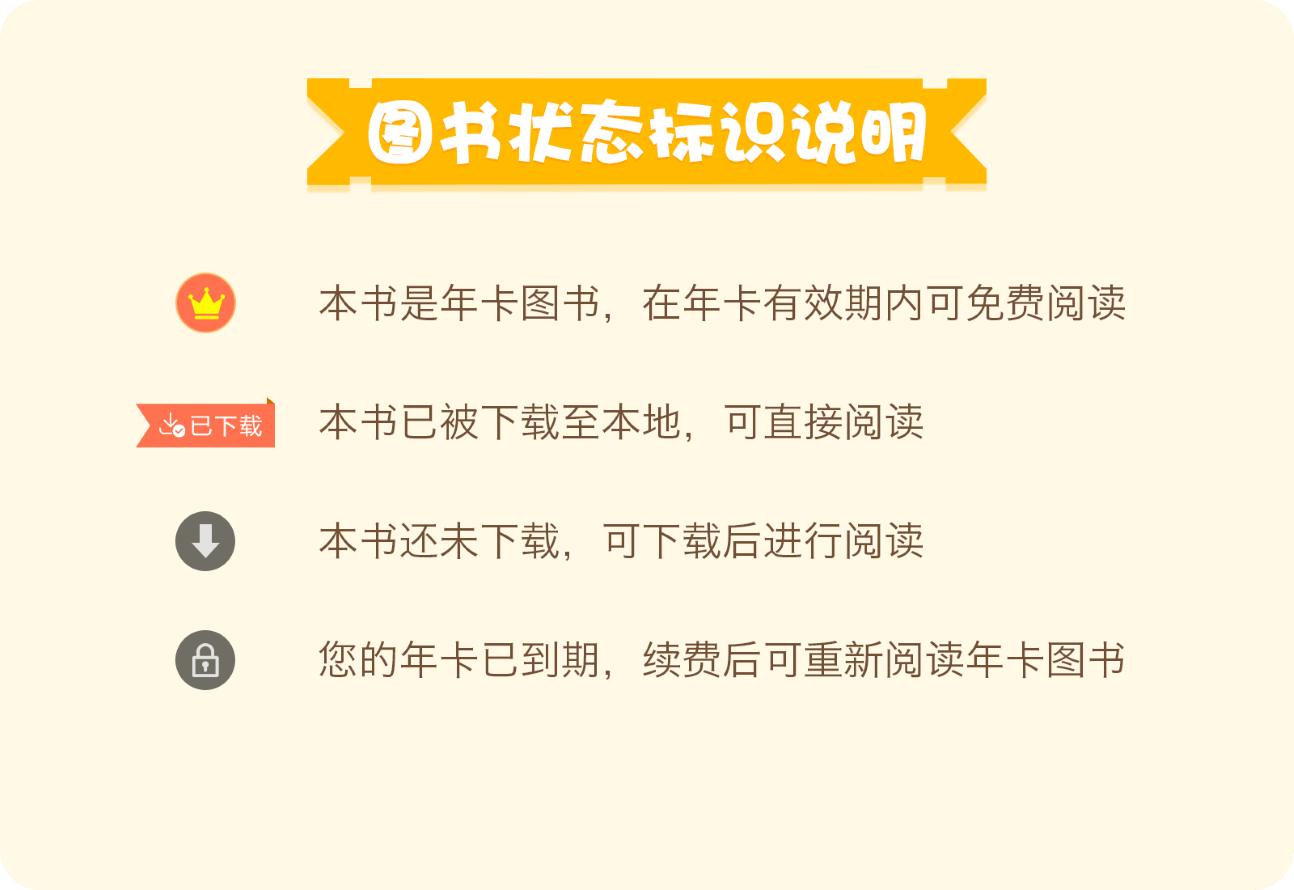 图书状态标识说明
本书是年卡图书，在年卡有效期内可免费阅读
已下载
本书已被下载至本地，可直接阅读
本书还未下载，可下载后进行阅读
您的年卡已到期，续费后可重新阅读年卡图书